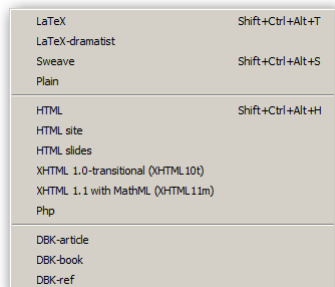 LaTeX Shift+Ctrl+Alt+T
LaTeX-dramatist
Sweave Shift+Ctrl+Alt+S
Plain
HTML Shift+Ctrl+Alt+H
HTML site
HTML slides
XHTML 1.0-transitional (XHTML10t)
XHTML 1.1 with MathML (XHTML11m)
Php
DBK-article
DBK-book
DBK-ref